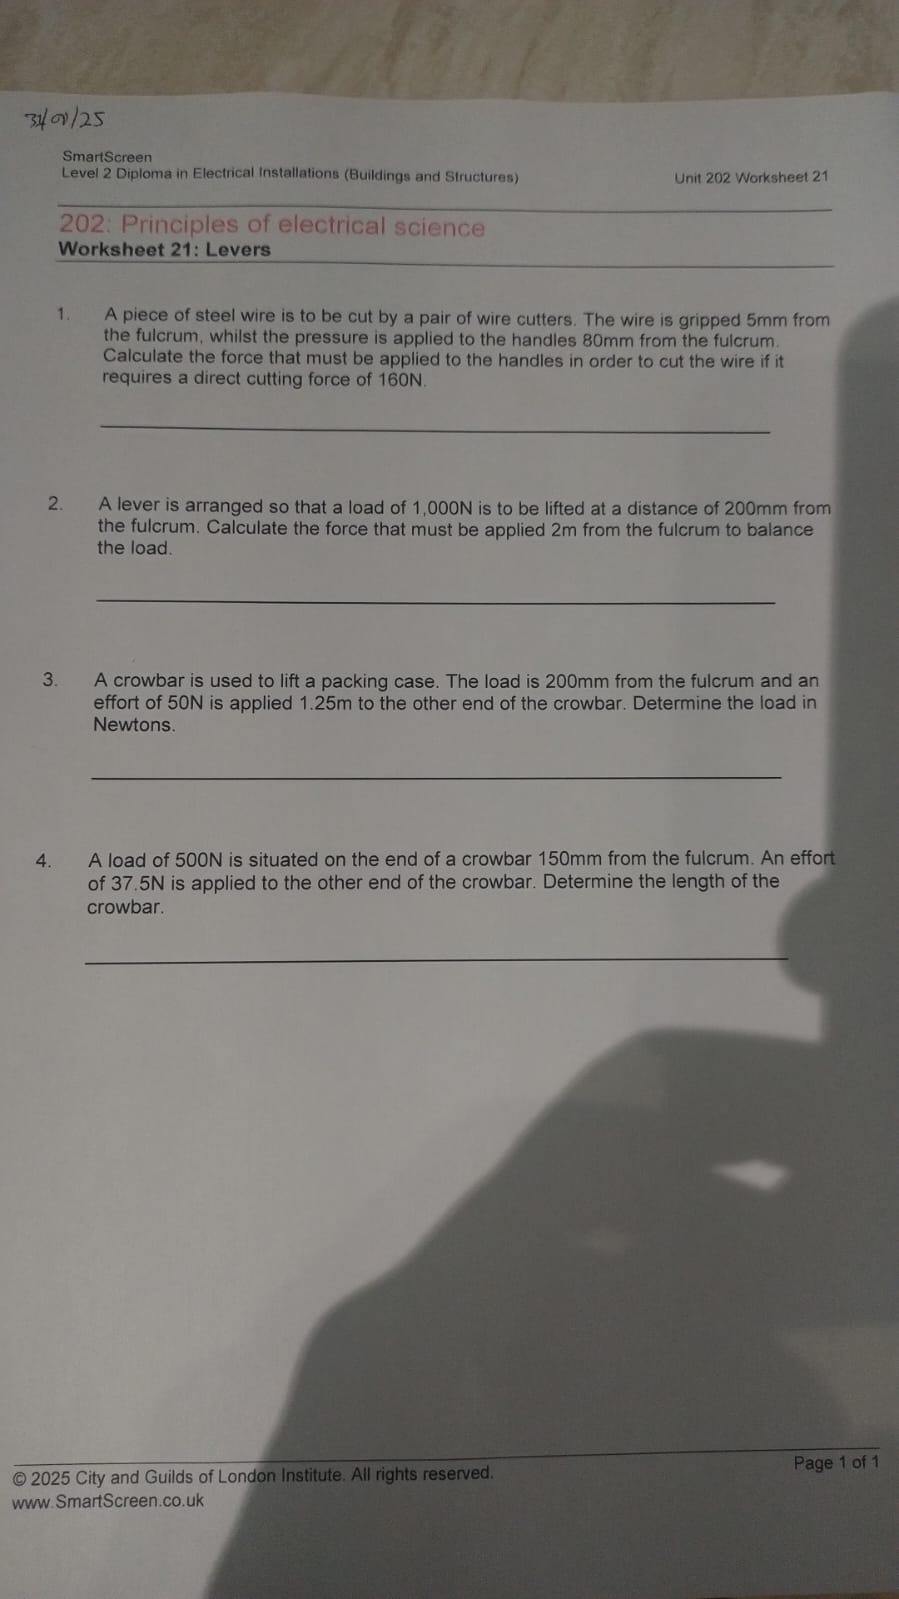 SmartScreen
Level 2 Diploma in Electrical Installations (Buildings and Structures)
Unit 202 Worksheet 21
202: Principles of electrical science
Worksheet 21: Levers
1. A piece of steel wire is to be cut by a pair of wire cutters. The wire is gripped 5mm from
the fulcrum, whilst the pressure is applied to the handles 80mm from the fulcrum.
Calculate the force that must be applied to the handles in order to cut the wire if it
requires a direct cutting force of 160N.
2. A lever is arranged so that a load of 1,000N is to be lifted at a distance of 200mm from
the fulcrum. Calculate the force that must be applied 2m from the fulcrum to balance
the load.
3. A crowbar is used to lift a packing case. The load is 200mm from the fulcrum and an
effort of 50N is applied 1.25m to the other end of the crowbar. Determine the load in
Newtons.
4. A load of 500N is situated on the end of a crowbar 150mm from the fulcrum. An effort
of 37.5N is applied to the other end of the crowbar. Determine the length of the
crowbar.
© 2025 City and Guilds of London Institute. All rights reserved.
www.SmartScreen.co.uk
Page 1 of 1